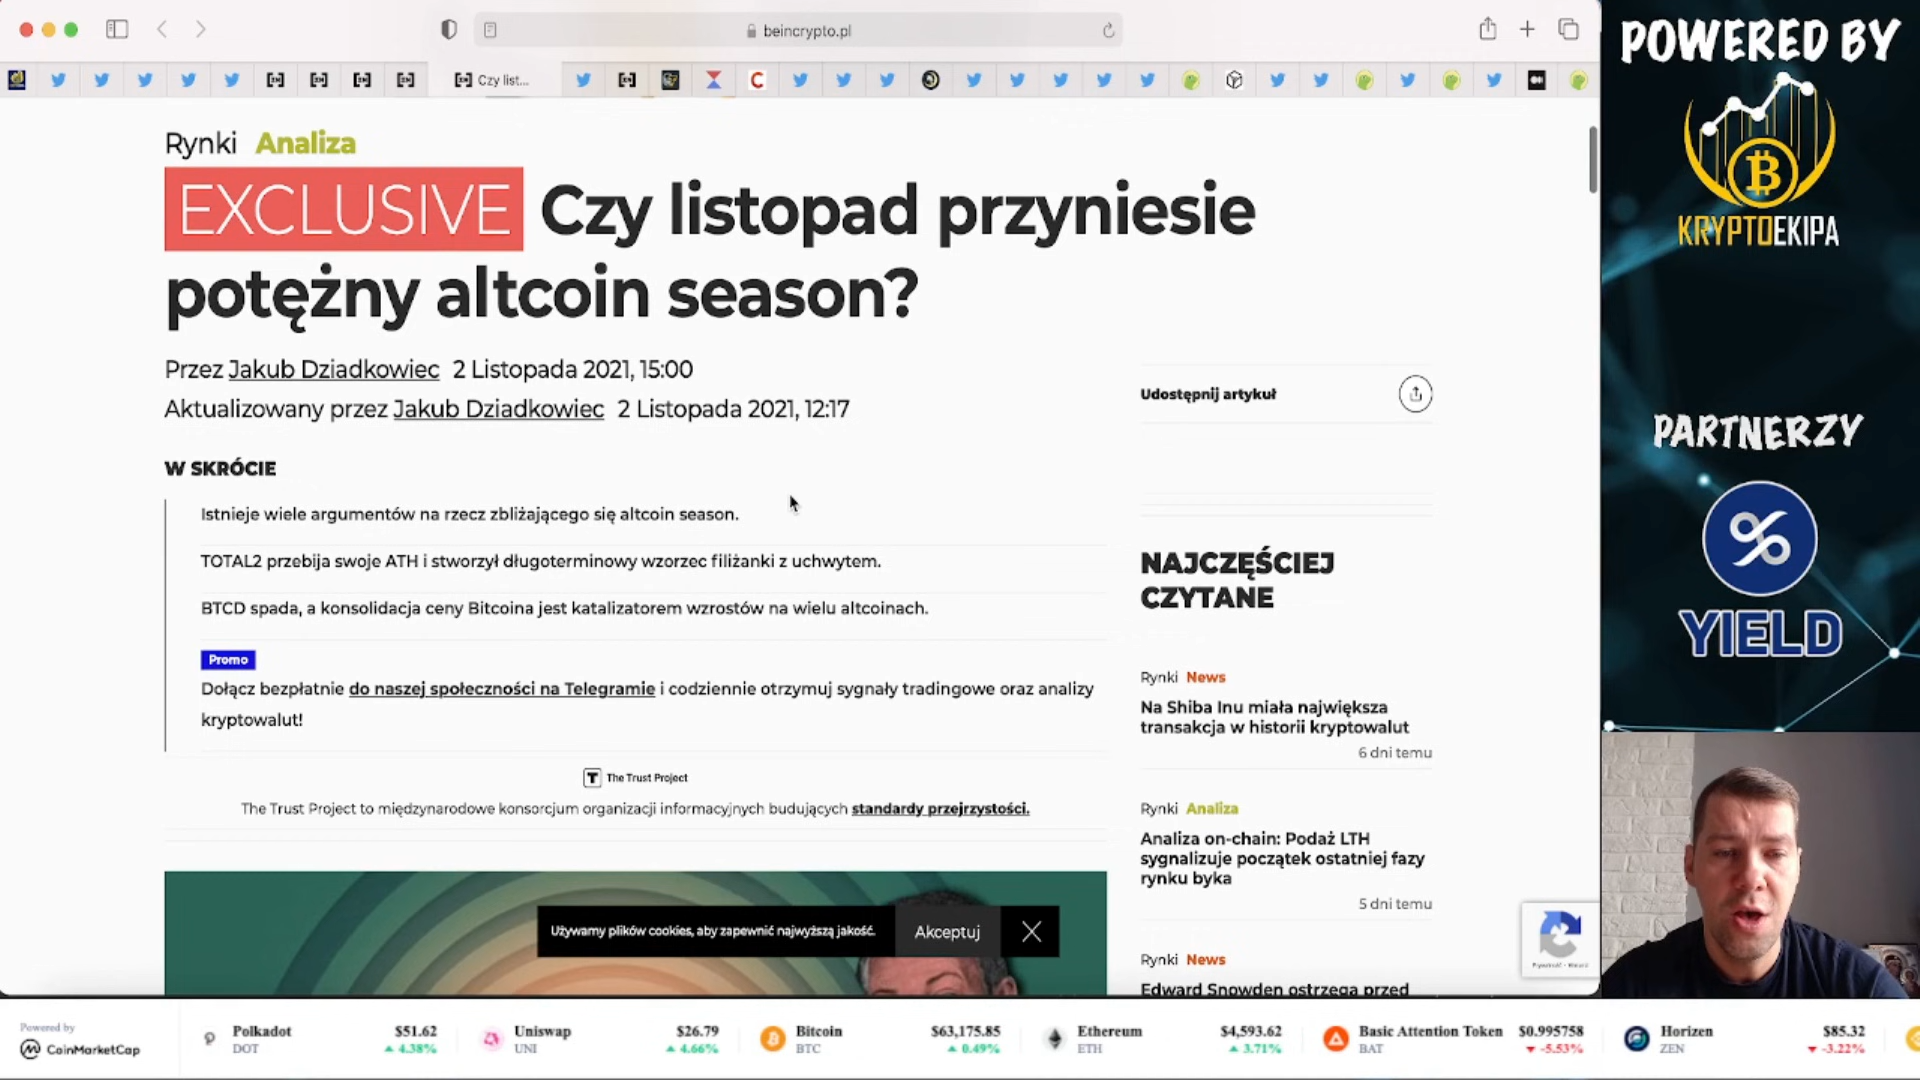 beincrypto.pl
Czy list...
Rynki Analiza
EXCLUSIVE Czy listopad przyniesie
potężny altcoin season?
Przez Jakub Dziadkowiec 2 Listopada 2021, 15:00
Aktualizowany przez Jakub Dziadkowiec 2 Listopada 2021, 12:17
W SKRÓCIE
Istnieje wiele argumentów na rzecz zbliżającego się altcoin season.
TOTAL2 przebija swoje ATH i stworzył długoterminowy wzorzec filiżanki z uchwytem.
BTCD spada, a konsolidacja ceny Bitcoina jest katalizatorem wzrostów na wielu altcoinach.
Promo
Dołącz bezpłatnie do naszej społeczności na Telegramie i codziennie otrzymuj sygnały tradingowe oraz analizy
kryptowalut!
The Trust Project
The Trust Project to międzynarodowe konsorcjum organizacji informacyjnych budujących standardy przejrzystości.
Używamy plików cookies, aby zapewnić najwyższą jakość. Akceptuj
Udostępnij artykuł
NAJCZĘŚCIEJ
CZYTANE
Rynki News
Na Shiba Inu miała największa
transakcja w historii kryptowalut
6 dni temu
Rynki Analiza
Analiza on-chain: Podaż LTH
sygnalizuje początek ostatniej fazy
rynku byka
5 dni temu
Rynki News
Edward Snowden ostrzega przed
POWERED BY
KRYPTOEKIPA
PARTNERZY
YIELD
Powered by
CoinMarketCap
Polkadot $51.62
DOT 4.38%
Uniswap $26.79
UNI 4.66%
Bitcoin $63,175.85
BTC 0.49%
Ethereum $4,593.62
ETH 3.71%
Basic Attention Token $0.995758
BAT -5.53%
Horizen $85.32
ZEN -3.22%